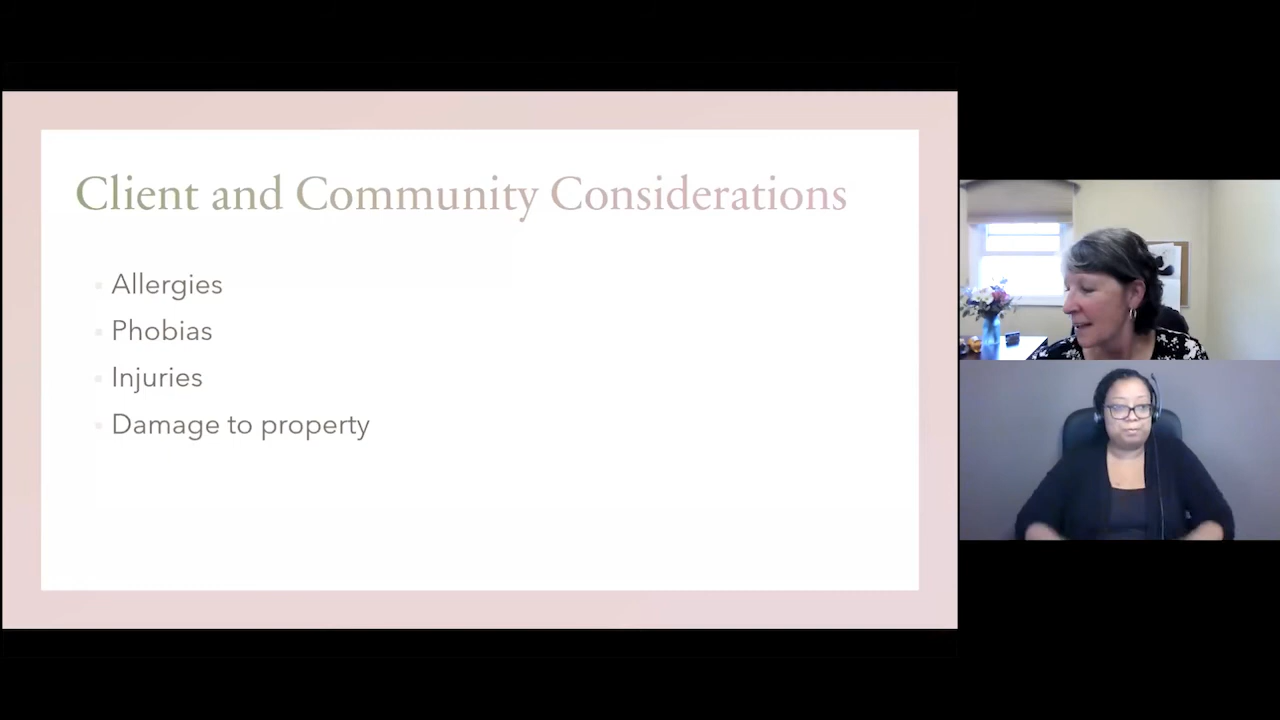 Client and Community Considerations
Allergies
Phobias
Injuries
Damage to property